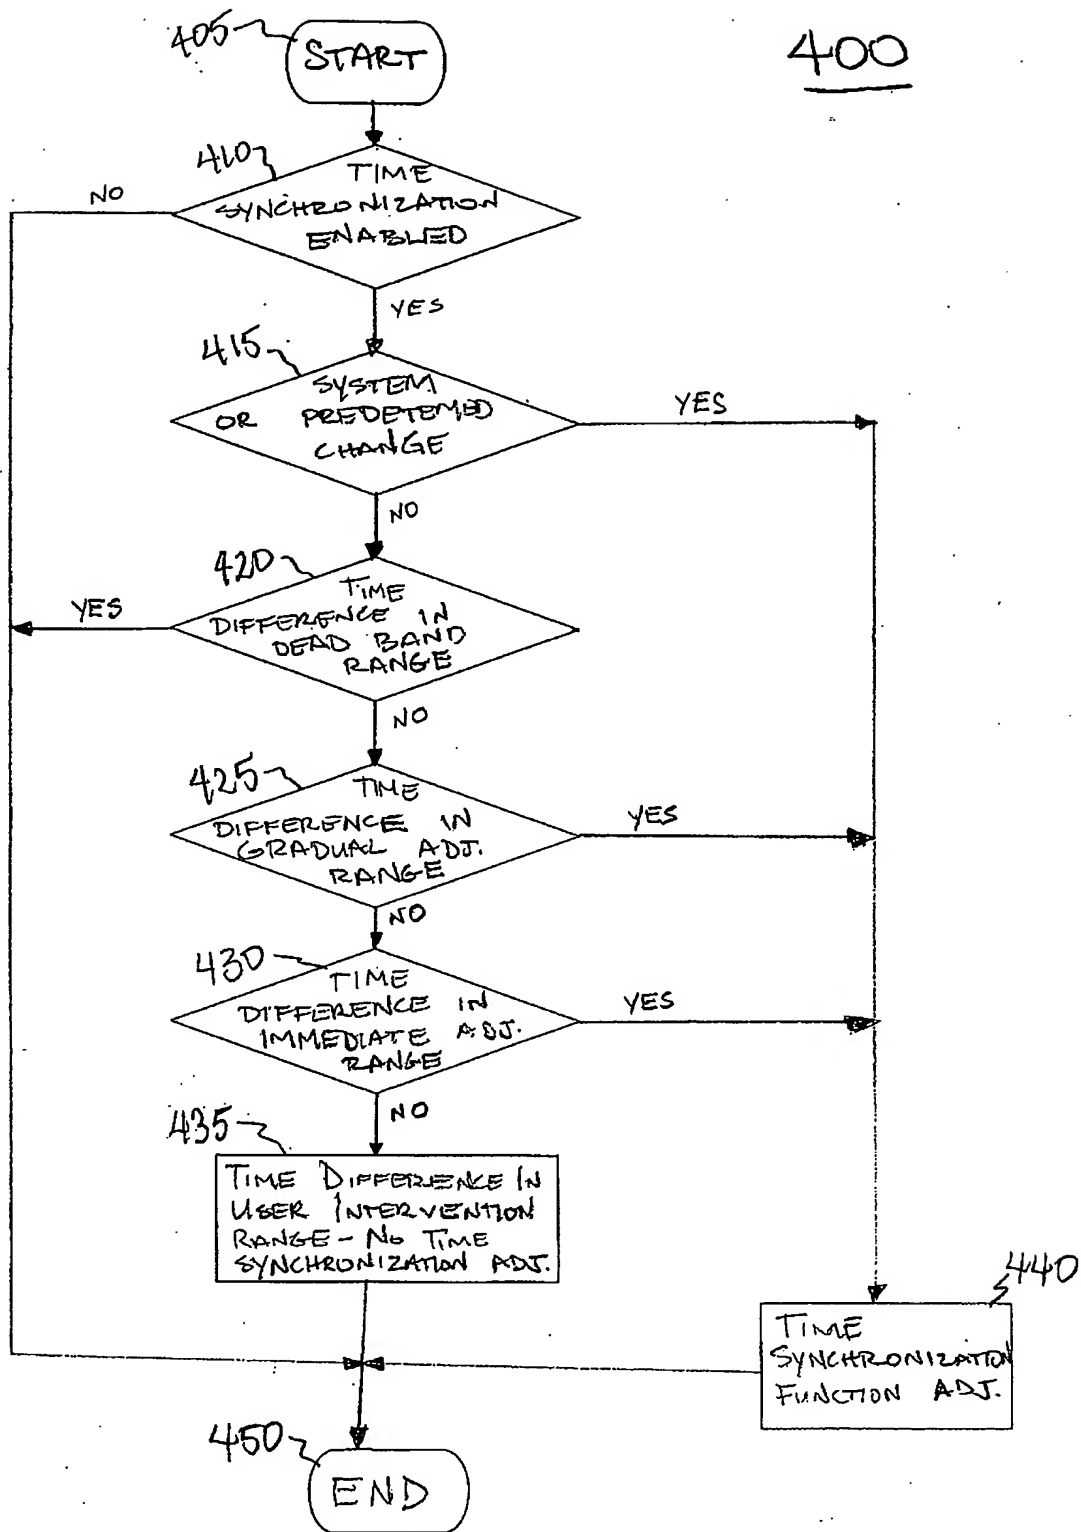 405
START
400
410
TIME
SYNCHRONIZATION
ENABLED
NO
YES
415
SYSTEM
OR PREDETEMED
CHANGE
YES
NO
420
TIME
DIFFERENCE IN
DEAD BAND
RANGE
YES
NO
425
TIME
DIFFERENCE IN
GRADUAL ADJ.
RANGE
YES
NO
430
TIME
DIFFERENCE IN
IMMEDIATE ADJ.
RANGE
YES
NO
435
TIME DIFFERENCE IN
USER INTERVENTION
RANGE - NO TIME
SYNCHRONIZATION ADJ.
440
TIME
SYNCHRONIZATION
FUNCTION ADJ.
450
END